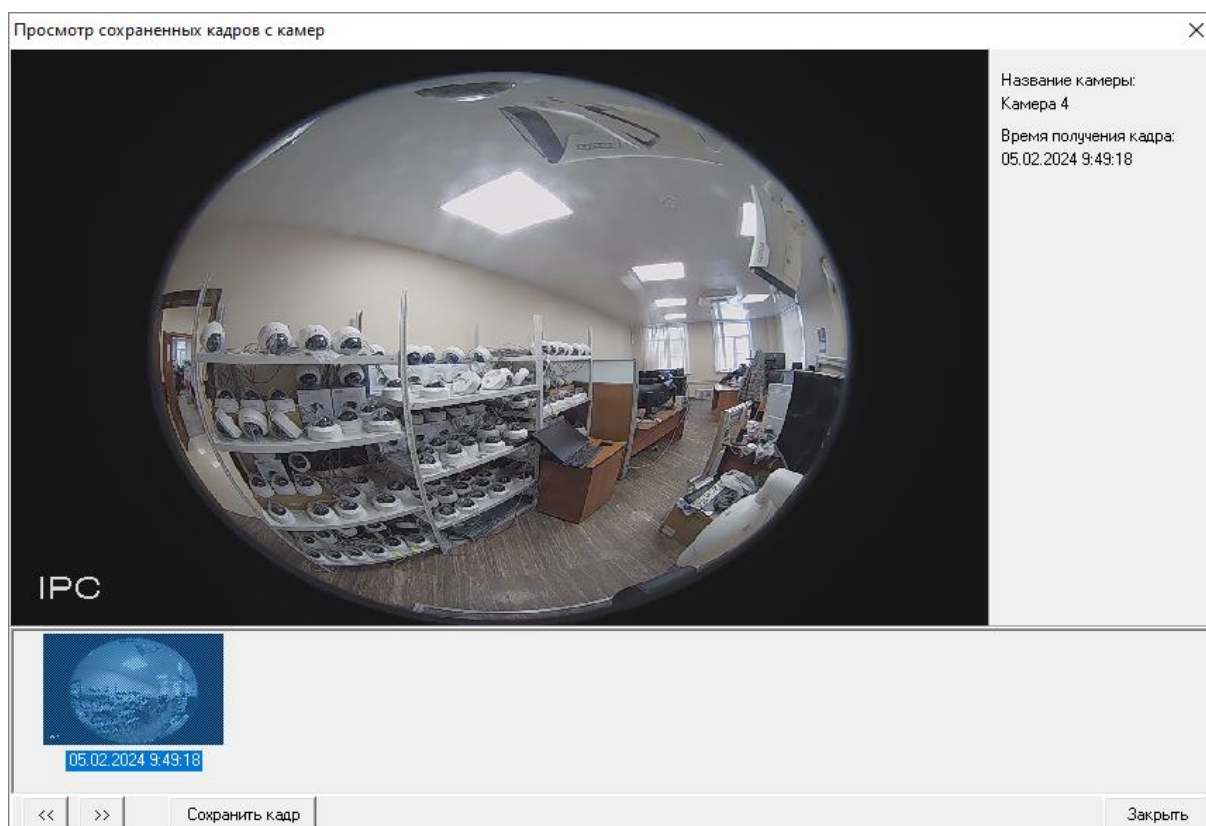 Просмотр сохраненных кадров с камер
Название камеры:
Камера 4
Время получения кадра:
05.02.2024 9:49:18
IPC
05.02.2024 9:49:18
<< >> Сохранить кадр Закрыть